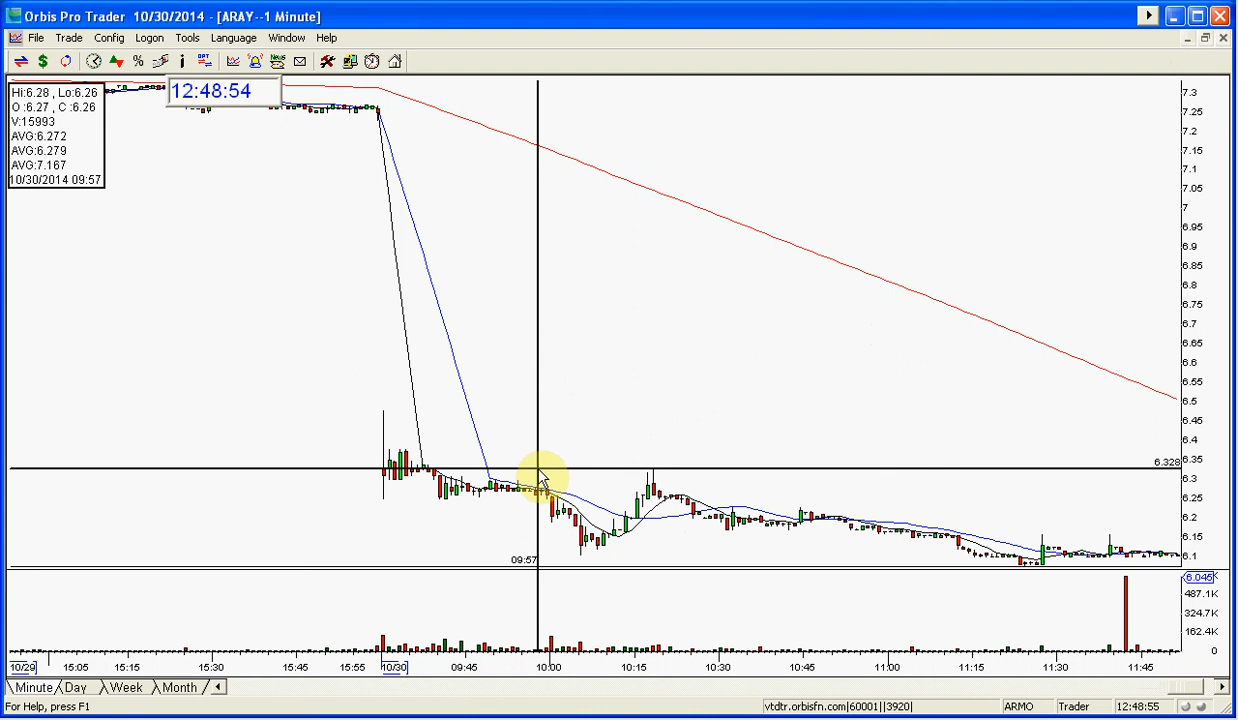 Orbis Pro Trader 10/30/2014 - [ARAY--1 Minute]
File Trade Config Logon Tools Language Window Help
12:48:54
Hi:6.28 , Lo:6.26
O :6.27 , C :6.26
V:15993
AVG:6.272
AVG:6.279
AVG:7.167
10/30/2014 09:57
7.3
7.25
7.2
7.15
7.1
7.05
7
6.95
6.9
6.85
6.8
6.75
6.7
6.65
6.6
6.55
6.5
6.45
6.4
6.35
6.328
6.3
6.25
6.2
6.15
6.1
09:57
6.045
487.1K
324.7K
162.4K
0
10/29 15:05 15:15 15:30 15:45 15:55 10/30 09:45 10:00 10:15 10:30 10:45 11:00 11:15 11:30 11:45
Minute Day Week Month
For Help, press F1 vtdtr.orbisfn.com|60001||3920| ARMO Trader 12:48:55